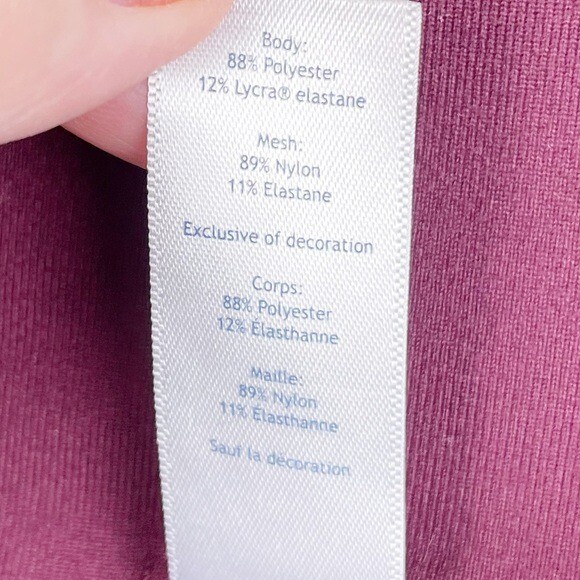 Body:
88% Polyester
12% Lycra® elastane
Mesh:
89% Nylon
11% Elastane
Exclusive of decoration
Corps:
88% Polyester
12% Elasthanne
Maille:
89% Nylon
11% Élasthanne
Sauf la décoration